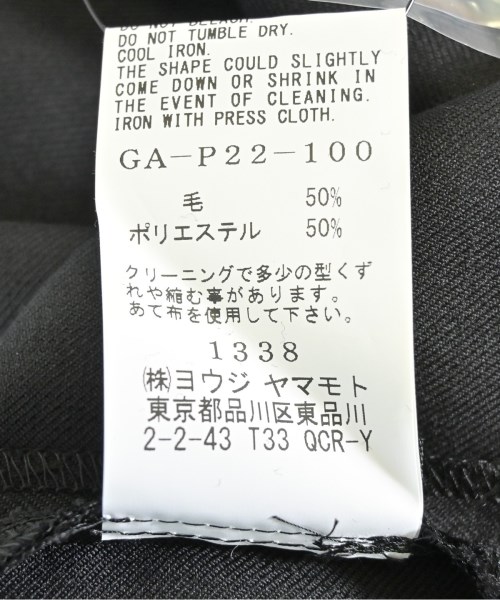 DO NOT BLEACH.
DO NOT TUMBLE DRY.
COOL IRON.
THE SHAPE COULD SLIGHTLY
COME DOWN OR SHRINK IN
THE EVENT OF CLEANING.
IRON WITH PRESS CLOTH.
GA-P22-100
毛 50%
ポリエステル 50%
クリーニングで多少の型くず
れや縮む事があります。
あて布を使用して下さい。
1338
㈱ヨウジ ヤマモト
東京都品川区東品川
2-2-43 T33 QCR-Y